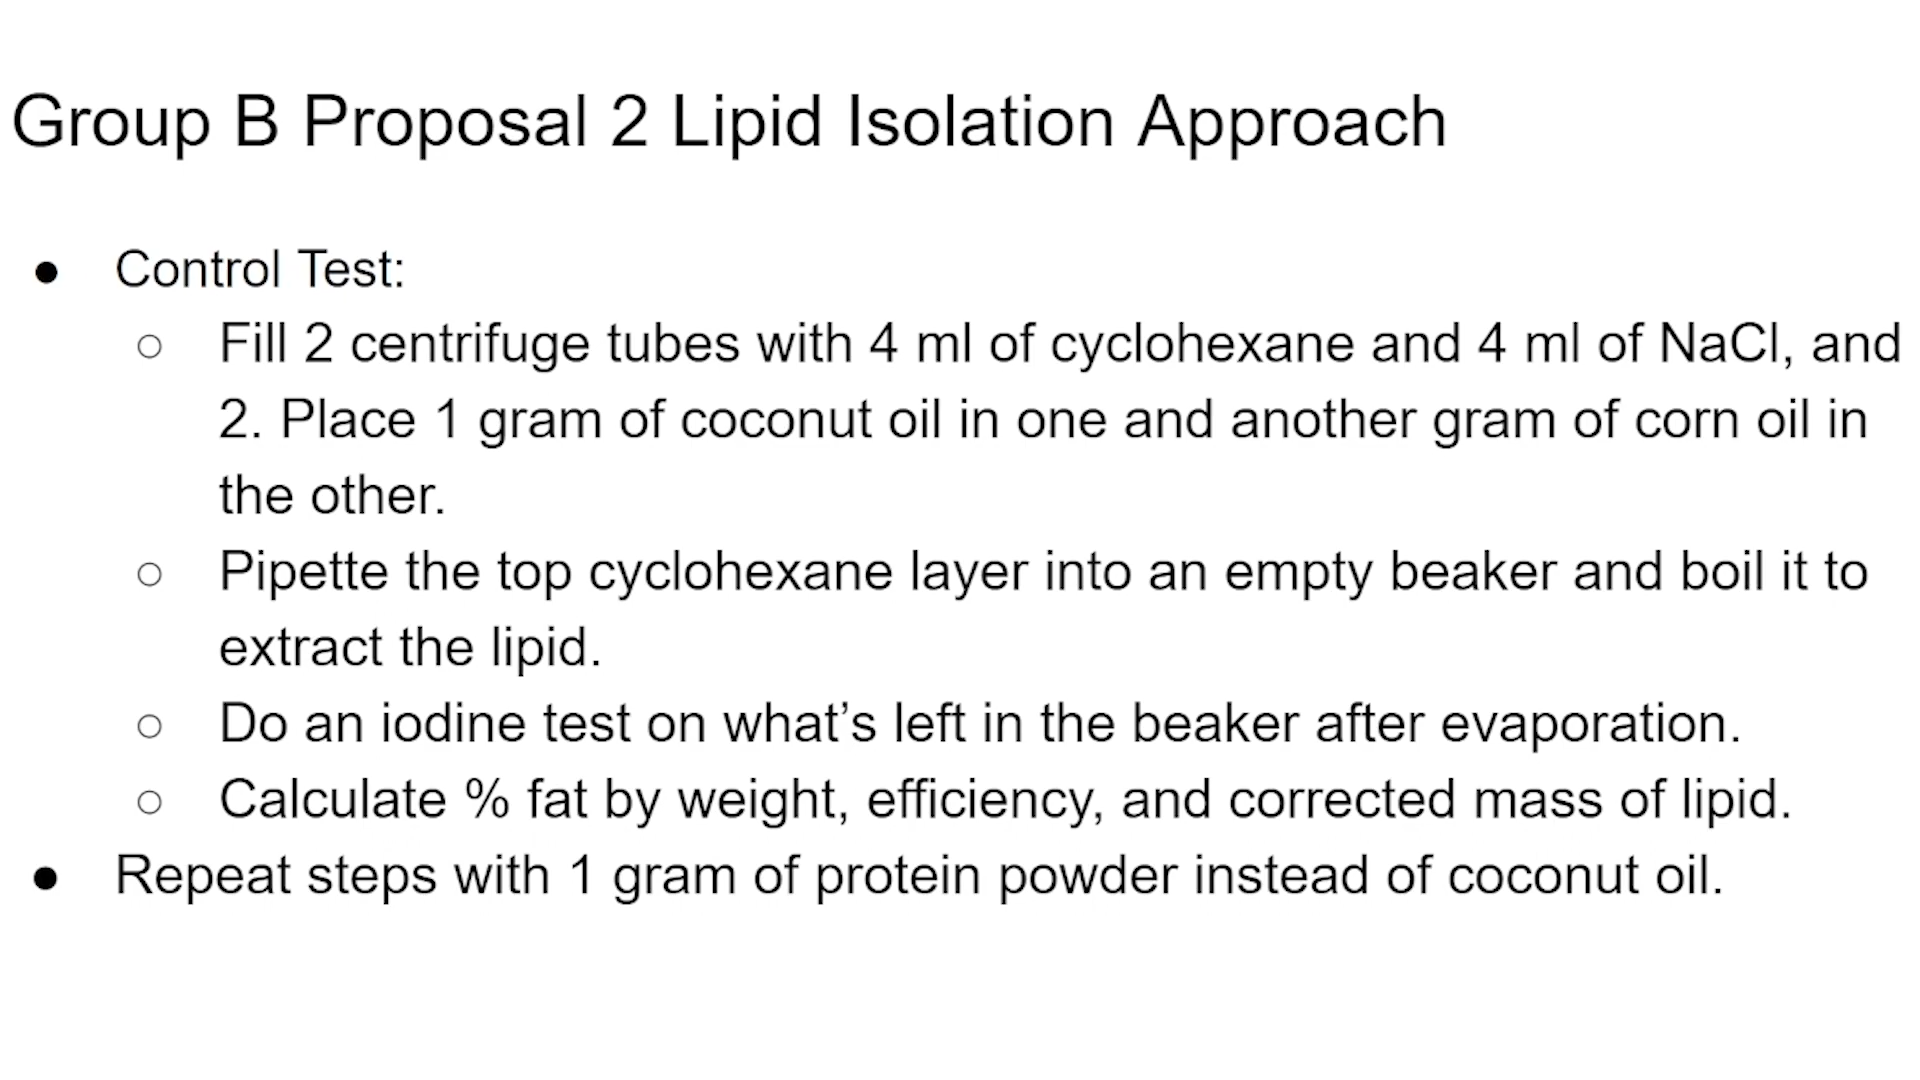 Group B Proposal 2 Lipid Isolation Approach
● Control Test:
○ Fill 2 centrifuge tubes with 4 ml of cyclohexane and 4 ml of NaCl, and
2. Place 1 gram of coconut oil in one and another gram of corn oil in
the other.
○ Pipette the top cyclohexane layer into an empty beaker and boil it to
extract the lipid.
○ Do an iodine test on what’s left in the beaker after evaporation.
○ Calculate % fat by weight, efficiency, and corrected mass of lipid.
● Repeat steps with 1 gram of protein powder instead of coconut oil.